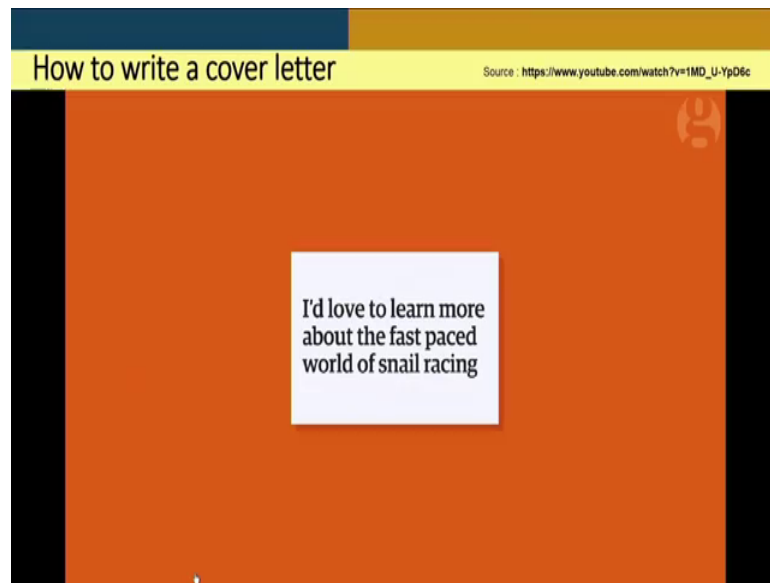 How to write a cover letter
Source : https://www.youtube.com/watch?v=1MD_U-YpD6c
g
I'd love to learn more
about the fast paced
world of snail racing